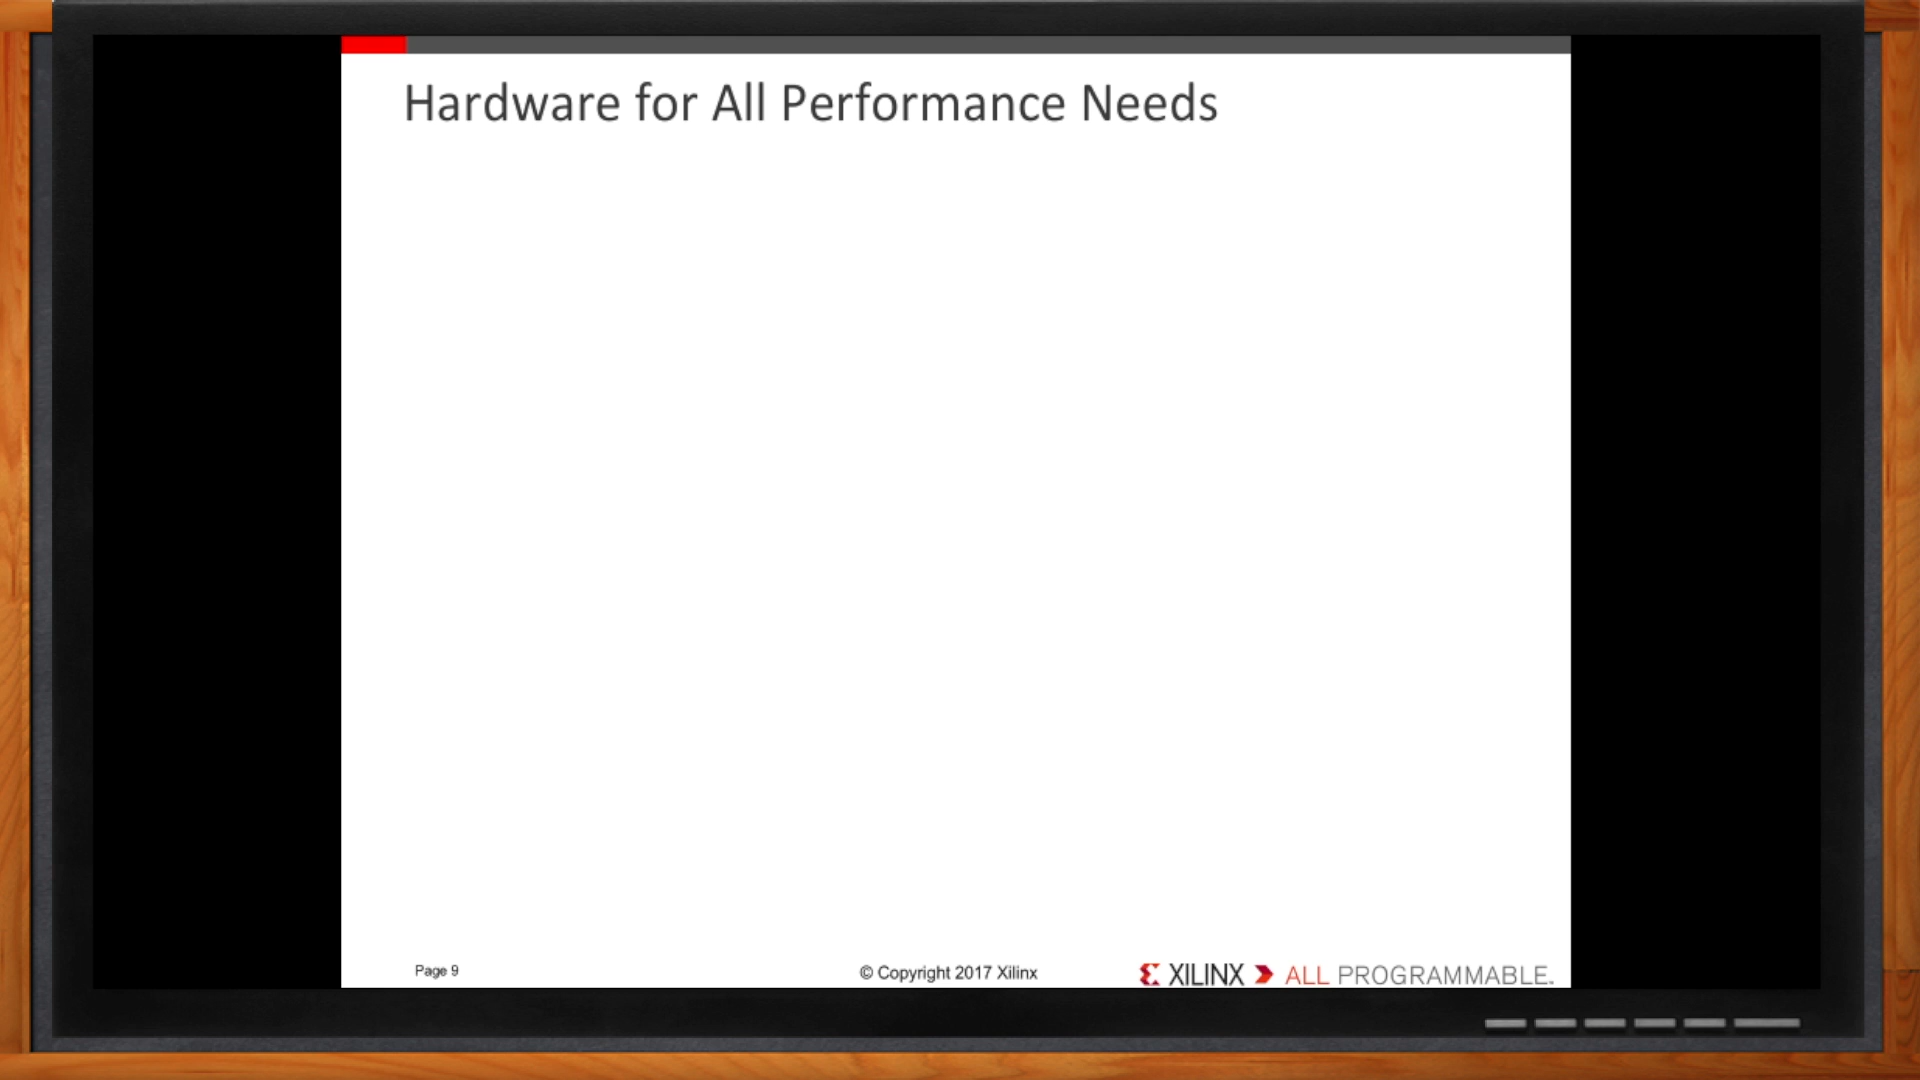 Hardware for All Performance Needs
Page 9
© Copyright 2017 Xilinx
XILINX ALL PROGRAMMABLE.